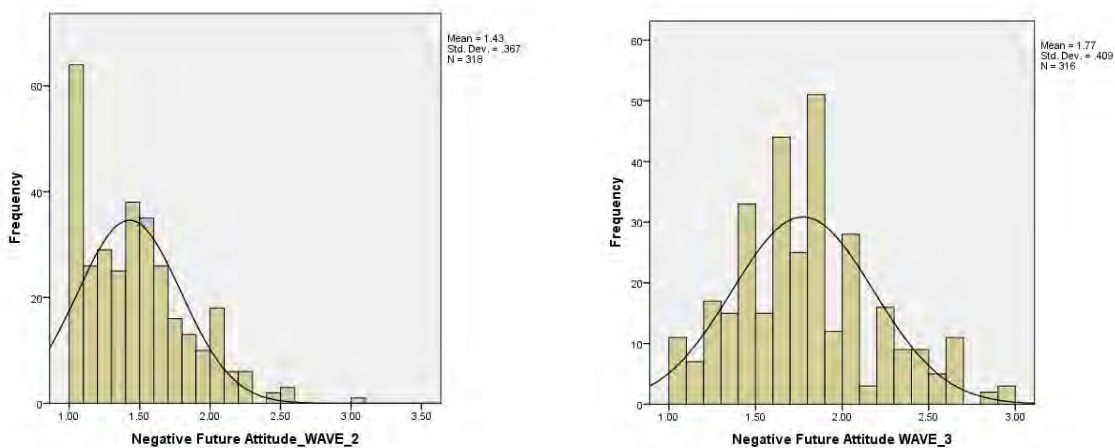 Mean = 1.43
Std. Dev. = .367
N = 318
Frequency
60
40
20
0
1.00 1.50 2.00 2.50 3.00 3.50
Negative Future Attitude_WAVE_2
Mean = 1.77
Std. Dev. = .409
N = 316
Frequency
60
50
40
30
20
10
0
1.00 1.50 2.00 2.50 3.00
Negative Future Attitude WAVE_3